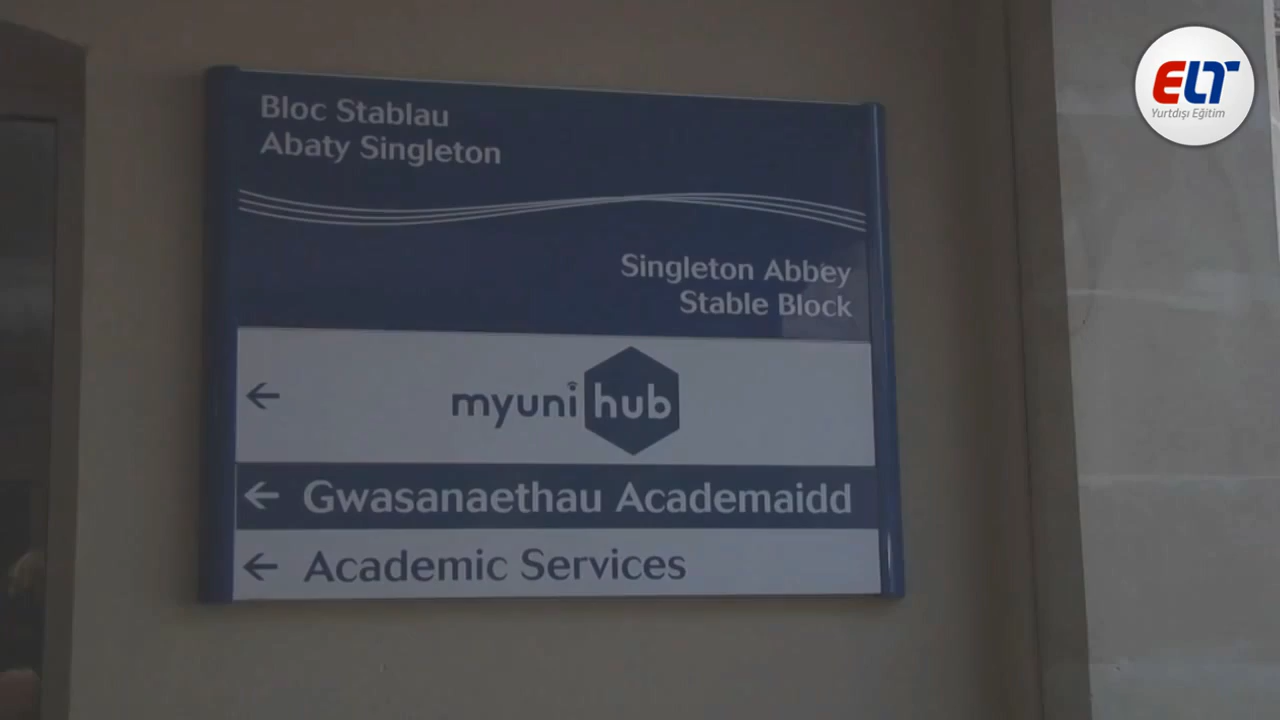 Bloc Stablau
Abaty Singleton
Singleton Abbey
Stable Block
← myuni hub
← Gwasanaethau Academaidd
← Academic Services
ELT
Yurtdışı Eğitim